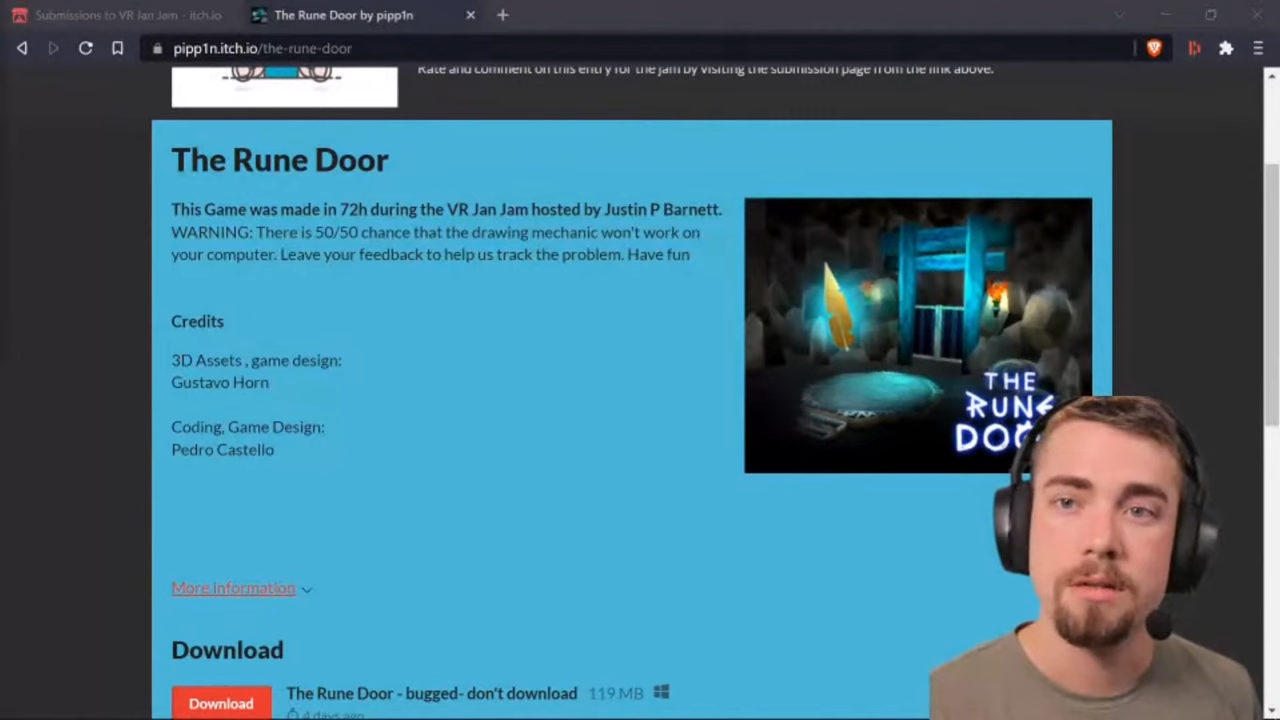 Submissions to VR Jan Jam - itch.io
The Rune Door by pipp1n
pipp1n.itch.io/the-rune-door
Rate and comment on this entry for the jam by visiting the submission page from the link above.
The Rune Door
This Game was made in 72h during the VR Jan Jam hosted by Justin P Barnett.
WARNING: There is 50/50 chance that the drawing mechanic won't work on
your computer. Leave your feedback to help us track the problem. Have fun
THE
RUNE
Credits
3D Assets , game design:
Gustavo Horn
Coding, Game Design:
Pedro Castello
More information
Download
Download
The Rune Door - bugged- don't download 119 MB
4 days ago